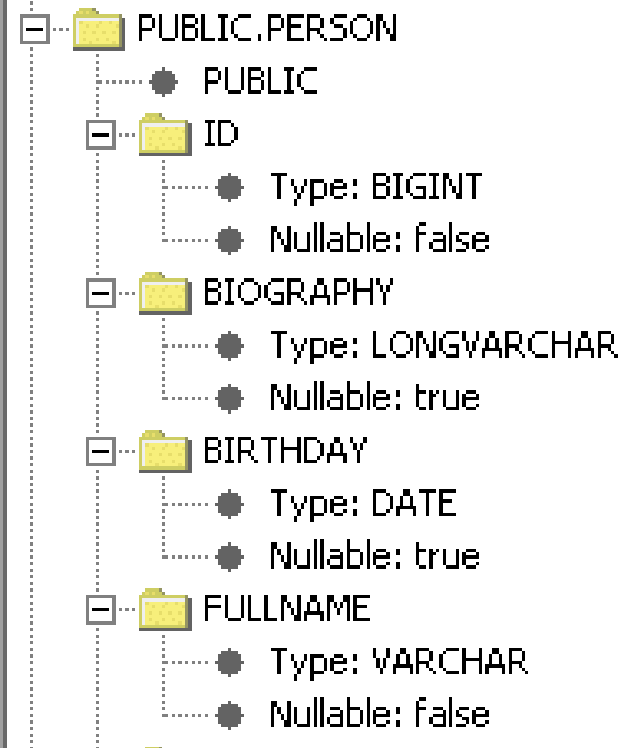 PUBLIC.PERSON
PUBLIC
ID
Type: BIGINT
Nullable: false
BIOGRAPHY
Type: LONGVARCHAR
Nullable: true
BIRTHDAY
Type: DATE
Nullable: true
FULLNAME
Type: VARCHAR
Nullable: false